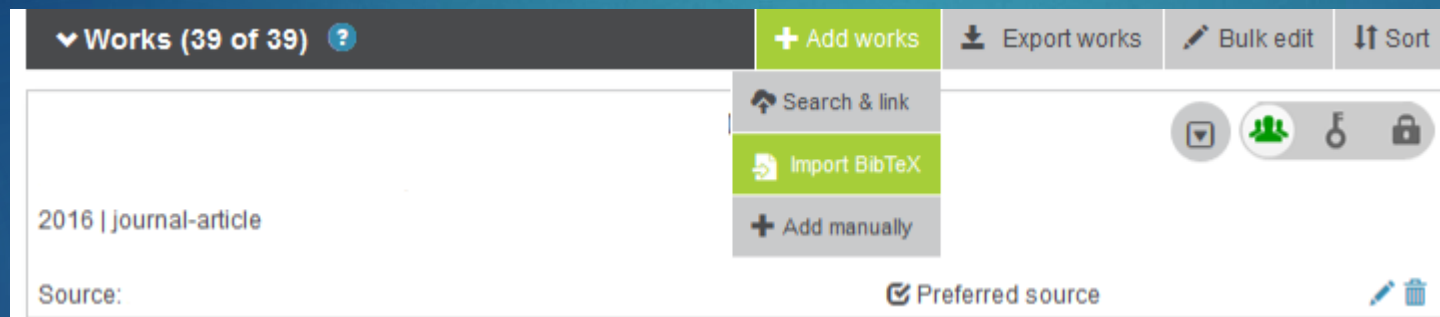 Works (39 of 39) ?
+ Add works
Export works
Bulk edit
Sort
Search & link
Import BibTeX
+ Add manually
2016 | journal-article
Source:
Preferred source